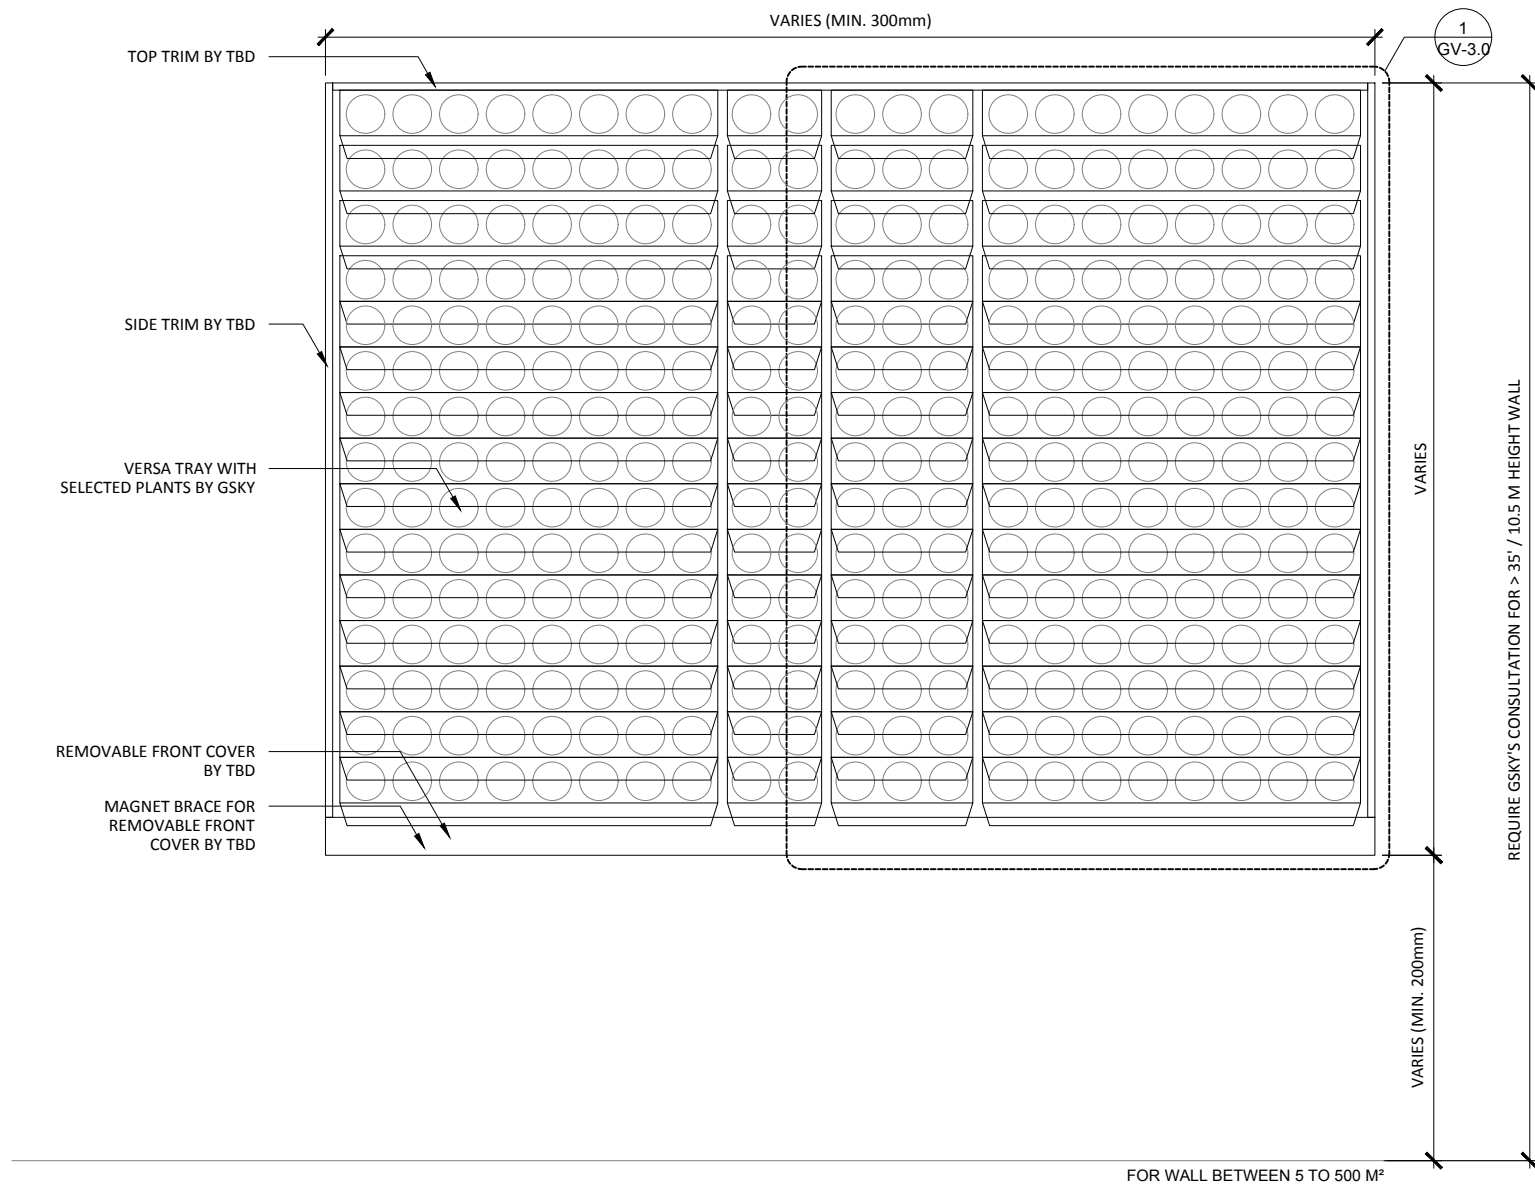 VARIES (MIN. 300mm)
1
GV-3.0
TOP TRIM BY TBD
SIDE TRIM BY TBD
VERSA TRAY WITH
SELECTED PLANTS BY GSKY
REMOVABLE FRONT COVER
BY TBD
MAGNET BRACE FOR
REMOVABLE FRONT
COVER BY TBD
VARIES
REQUIRE GSKY'S CONSULTATION FOR > 35' / 10.5 M HEIGHT WALL
VARIES (MIN. 200mm)
FOR WALL BETWEEN 5 TO 500 M²